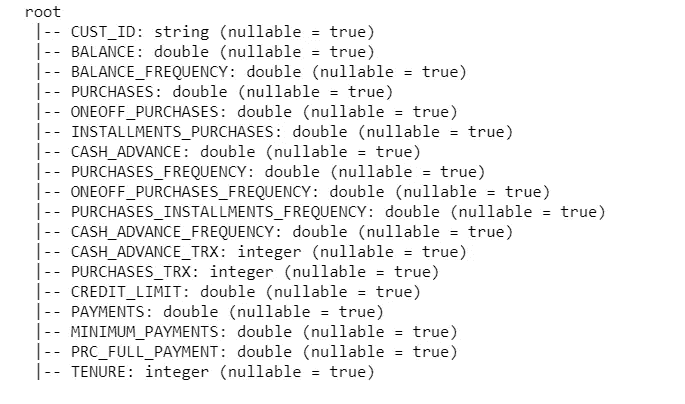 root
 |-- CUST_ID: string (nullable = true)
 |-- BALANCE: double (nullable = true)
 |-- BALANCE_FREQUENCY: double (nullable = true)
 |-- PURCHASES: double (nullable = true)
 |-- ONEOFF_PURCHASES: double (nullable = true)
 |-- INSTALLMENTS_PURCHASES: double (nullable = true)
 |-- CASH_ADVANCE: double (nullable = true)
 |-- PURCHASES_FREQUENCY: double (nullable = true)
 |-- ONEOFF_PURCHASES_FREQUENCY: double (nullable = true)
 |-- PURCHASES_INSTALLMENTS_FREQUENCY: double (nullable = true)
 |-- CASH_ADVANCE_FREQUENCY: double (nullable = true)
 |-- CASH_ADVANCE_TRX: integer (nullable = true)
 |-- PURCHASES_TRX: integer (nullable = true)
 |-- CREDIT_LIMIT: double (nullable = true)
 |-- PAYMENTS: double (nullable = true)
 |-- MINIMUM_PAYMENTS: double (nullable = true)
 |-- PRC_FULL_PAYMENT: double (nullable = true)
 |-- TENURE: integer (nullable = true)